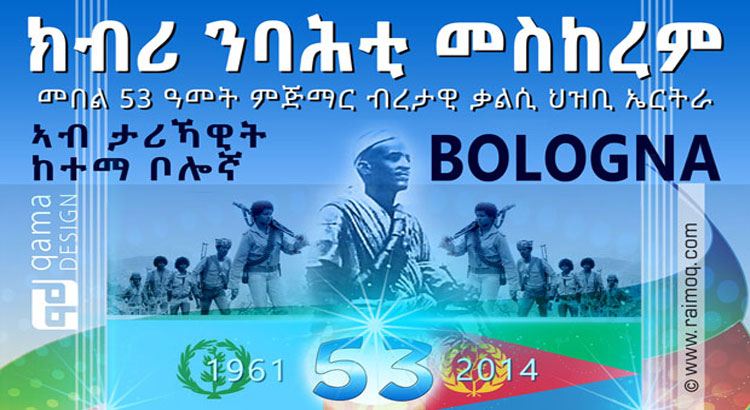 ክብሪ ንባሕቲ መስከረም
መበል 53 ዓመት ምጅማር ብረታዊ ቃልሲ ህዝቢ ኤርትራ
ኣብ ታሪኻዊት
ከተማ ቦሎኛ
BOLOGNA
qama
DESIGN
© www.raimoq.com
1961 53 2014